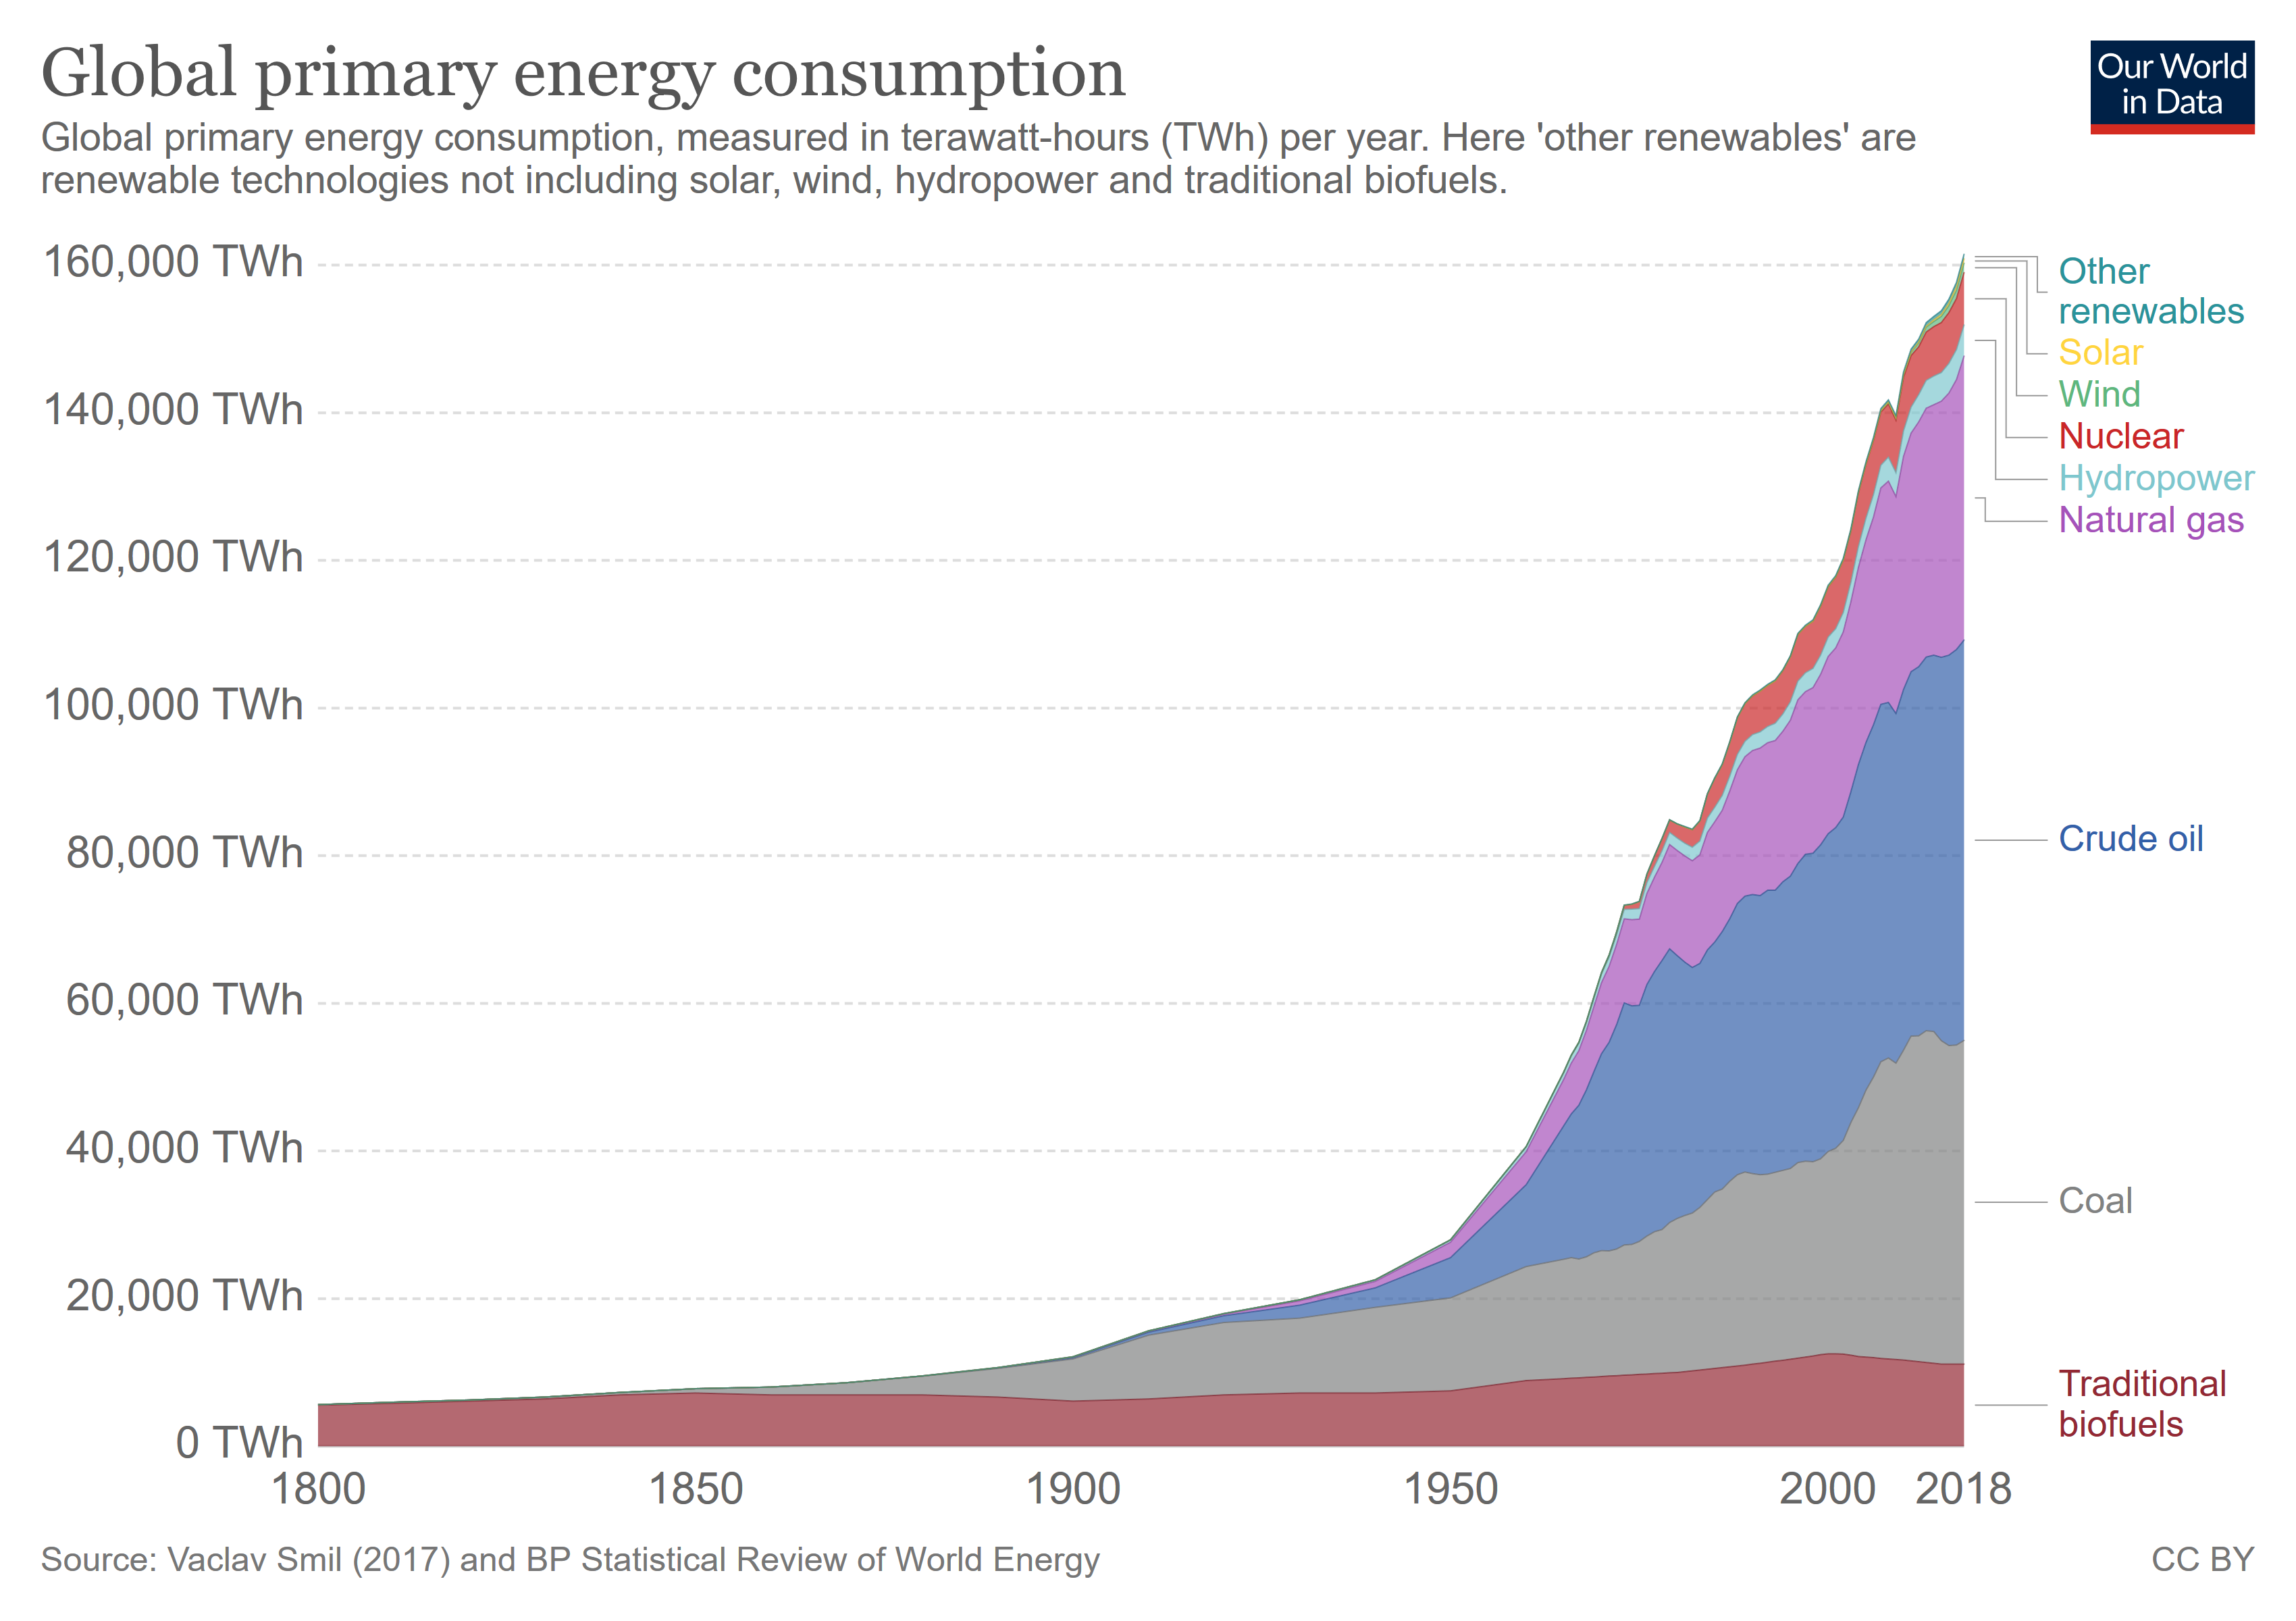 Global primary energy consumption
Our World
in Data
Global primary energy consumption, measured in terawatt-hours (TWh) per year. Here 'other renewables' are
renewable technologies not including solar, wind, hydropower and traditional biofuels.
160,000 TWh
140,000 TWh
120,000 TWh
100,000 TWh
80,000 TWh
60,000 TWh
40,000 TWh
20,000 TWh
0 TWh
Other
renewables
Solar
Wind
Nuclear
Hydropower
Natural gas
Crude oil
Coal
Traditional
biofuels
1800 1850 1900 1950 2000 2018
Source: Vaclav Smil (2017) and BP Statistical Review of World Energy
CC BY